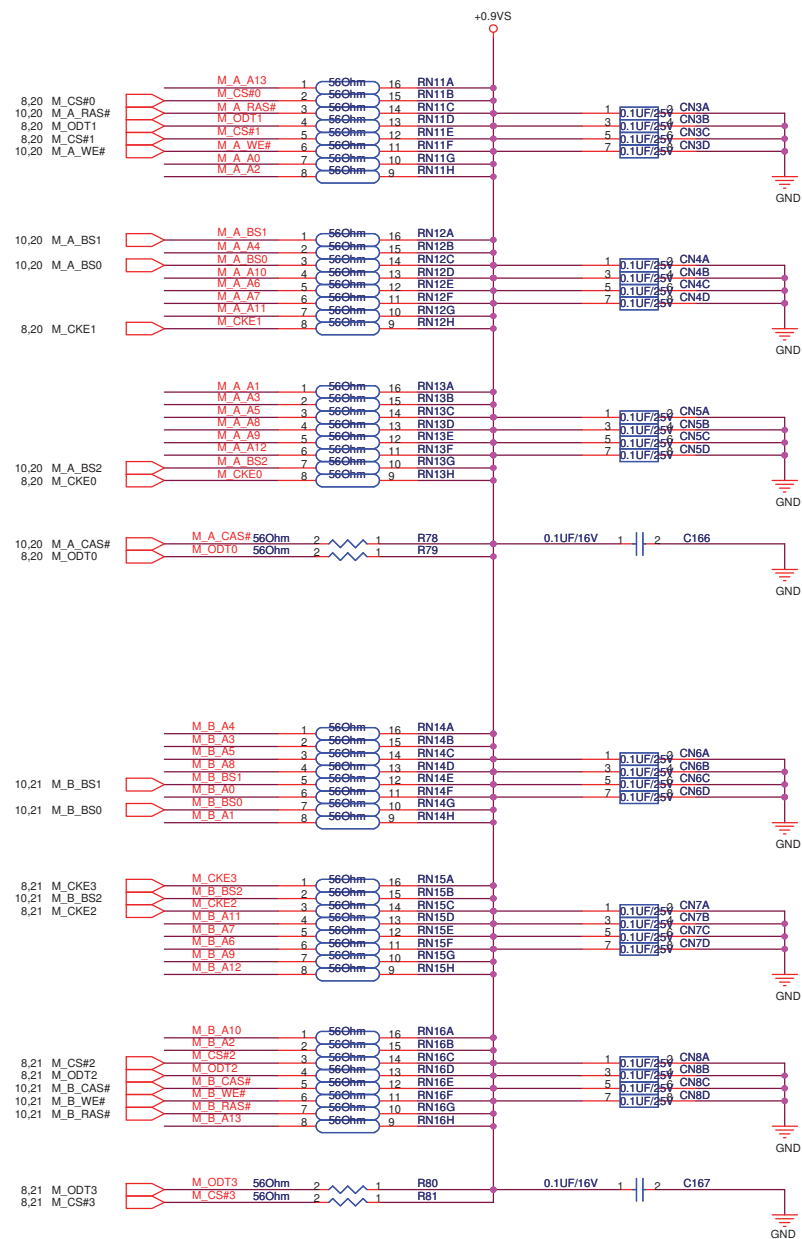 +0.9VS
M_A_A13 1 56Ohm 16 RN11A
8,20 M_CS#0 M_CS#0 2 56Ohm 15 RN11B
10,20 M_A_RAS# M_A_RAS# 3 56Ohm 14 RN11C 1 0.1UF/25V 2 CN3A
8,20 M_ODT1 M_ODT1 4 56Ohm 13 RN11D 3 0.1UF/25V 4 CN3B
8,20 M_CS#1 M_CS#1 5 56Ohm 12 RN11E 5 0.1UF/25V 6 CN3C
10,20 M_A_WE# M_A_WE# 6 56Ohm 11 RN11F 7 0.1UF/25V 8 CN3D
M_A_A0 7 56Ohm 10 RN11G
M_A_A2 8 56Ohm 9 RN11H
GND
10,20 M_A_BS1 M_A_BS1 1 56Ohm 16 RN12A
M_A_A4 2 56Ohm 15 RN12B
10,20 M_A_BS0 M_A_BS0 3 56Ohm 14 RN12C 1 0.1UF/25V 2 CN4A
M_A_A10 4 56Ohm 13 RN12D 3 0.1UF/25V 4 CN4B
M_A_A6 5 56Ohm 12 RN12E 5 0.1UF/25V 6 CN4C
M_A_A7 6 56Ohm 11 RN12F 7 0.1UF/25V 8 CN4D
M_A_A11 7 56Ohm 10 RN12G
8,20 M_CKE1 M_CKE1 8 56Ohm 9 RN12H
GND
M_A_A1 1 56Ohm 16 RN13A
M_A_A3 2 56Ohm 15 RN13B
M_A_A5 3 56Ohm 14 RN13C 1 0.1UF/25V 2 CN5A
M_A_A8 4 56Ohm 13 RN13D 3 0.1UF/25V 4 CN5B
M_A_A9 5 56Ohm 12 RN13E 5 0.1UF/25V 6 CN5C
M_A_A12 6 56Ohm 11 RN13F 7 0.1UF/25V 8 CN5D
10,20 M_A_BS2 M_A_BS2 7 56Ohm 10 RN13G
8,20 M_CKE0 M_CKE0 8 56Ohm 9 RN13H
GND
10,20 M_A_CAS# M_A_CAS# 56Ohm 2 1 R78 0.1UF/16V 1 2 C166
8,20 M_ODT0 M_ODT0 56Ohm 2 1 R79
GND
M_B_A4 1 56Ohm 16 RN14A
M_B_A3 2 56Ohm 15 RN14B
M_B_A5 3 56Ohm 14 RN14C 1 0.1UF/25V 2 CN6A
M_B_A8 4 56Ohm 13 RN14D 3 0.1UF/25V 4 CN6B
10,21 M_B_BS1 M_B_BS1 5 56Ohm 12 RN14E 5 0.1UF/25V 6 CN6C
M_B_A0 6 56Ohm 11 RN14F 7 0.1UF/25V 8 CN6D
10,21 M_B_BS0 M_B_BS0 7 56Ohm 10 RN14G
M_B_A1 8 56Ohm 9 RN14H
GND
8,21 M_CKE3 M_CKE3 1 56Ohm 16 RN15A
10,21 M_B_BS2 M_B_BS2 2 56Ohm 15 RN15B
8,21 M_CKE2 M_CKE2 3 56Ohm 14 RN15C 1 0.1UF/25V 2 CN7A
M_B_A11 4 56Ohm 13 RN15D 3 0.1UF/25V 4 CN7B
M_B_A7 5 56Ohm 12 RN15E 5 0.1UF/25V 6 CN7C
M_B_A6 6 56Ohm 11 RN15F 7 0.1UF/25V 8 CN7D
M_B_A9 7 56Ohm 10 RN15G
M_B_A12 8 56Ohm 9 RN15H
GND
M_B_A10 1 56Ohm 16 RN16A
M_B_A2 2 56Ohm 15 RN16B
8,21 M_CS#2 M_CS#2 3 56Ohm 14 RN16C 1 0.1UF/25V 2 CN8A
8,21 M_ODT2 M_ODT2 4 56Ohm 13 RN16D 3 0.1UF/25V 4 CN8B
10,21 M_B_CAS# M_B_CAS# 5 56Ohm 12 RN16E 5 0.1UF/25V 6 CN8C
10,21 M_B_WE# M_B_WE# 6 56Ohm 11 RN16F 7 0.1UF/25V 8 CN8D
10,21 M_B_RAS# M_B_RAS# 7 56Ohm 10 RN16G
M_B_A13 8 56Ohm 9 RN16H
GND
8,21 M_ODT3 M_ODT3 56Ohm 2 1 R80 0.1UF/16V 1 2 C167
8,21 M_CS#3 M_CS#3 56Ohm 2 1 R81
GND